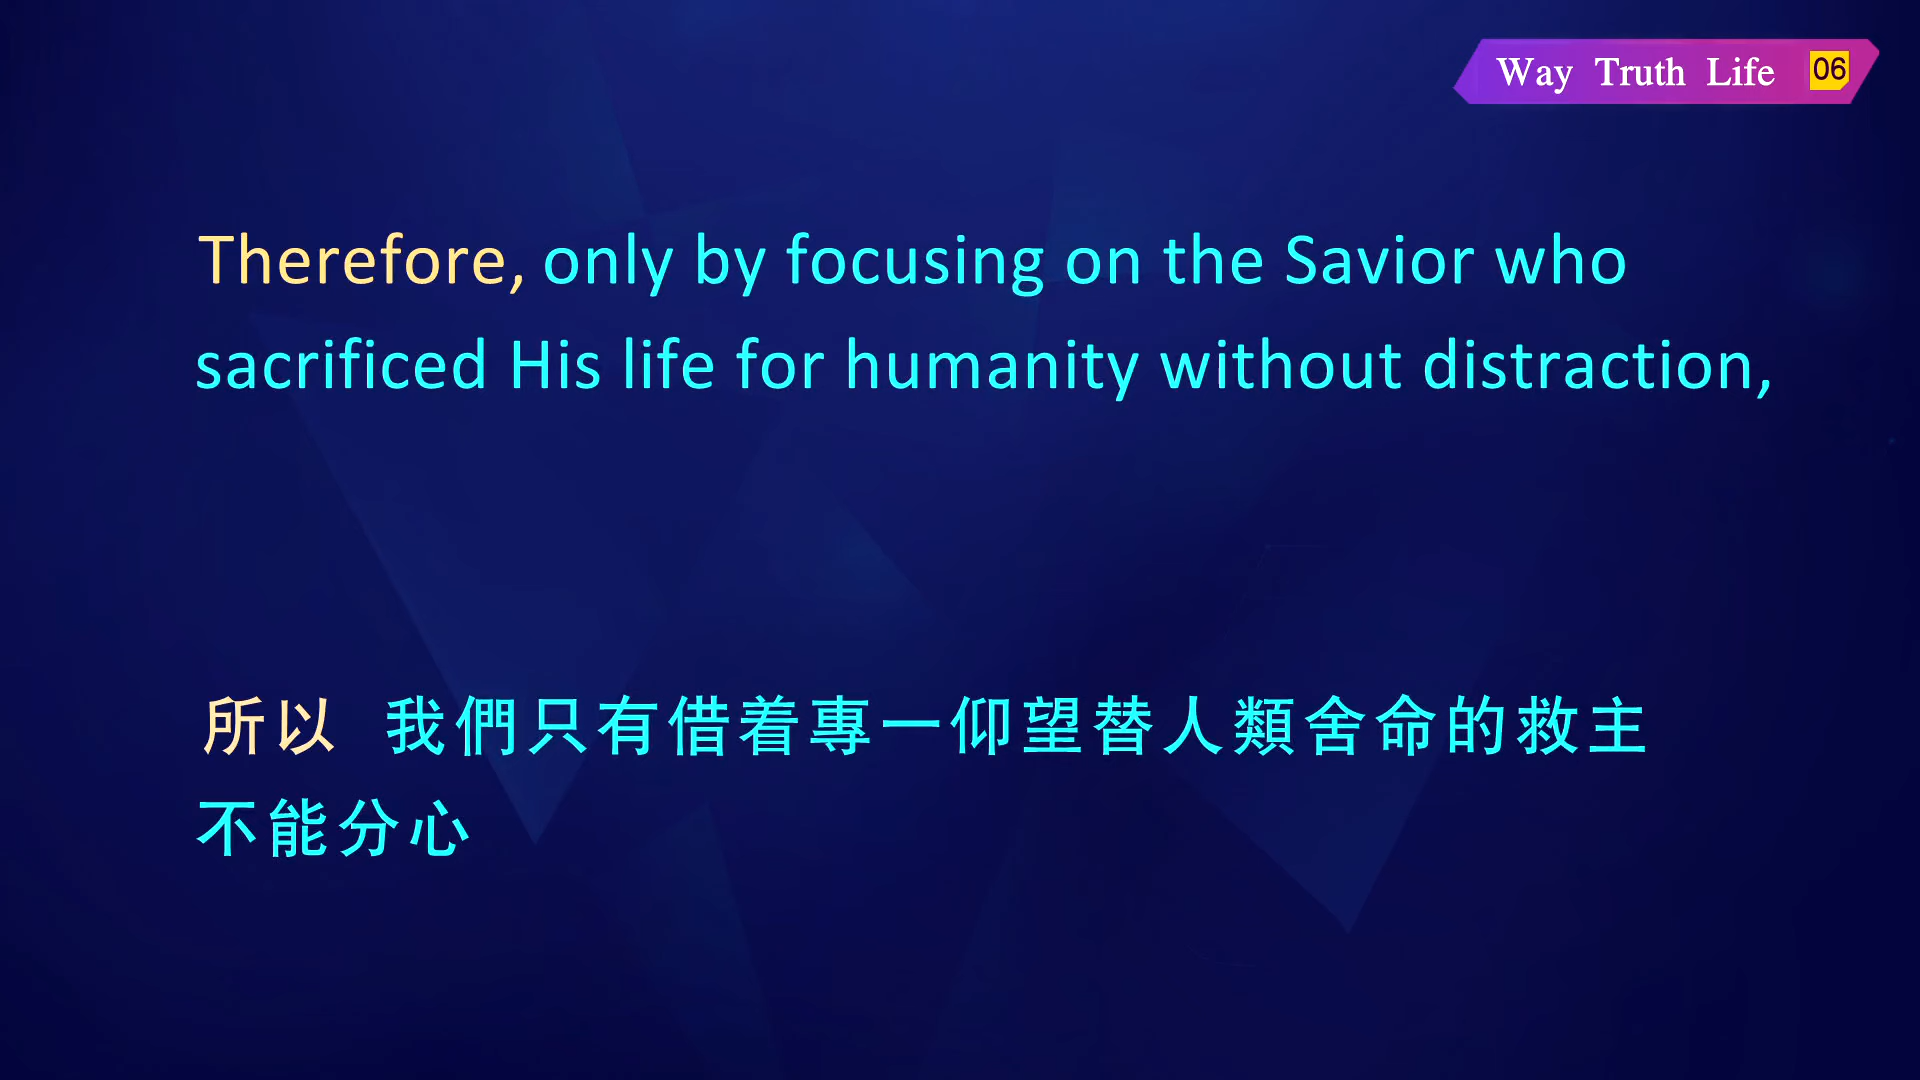 Way Truth Life 06
Therefore, only by focusing on the Savior who
sacrificed His life for humanity without distraction,
所以 我們只有借着專一仰望替人類舍命的救主
不能分心